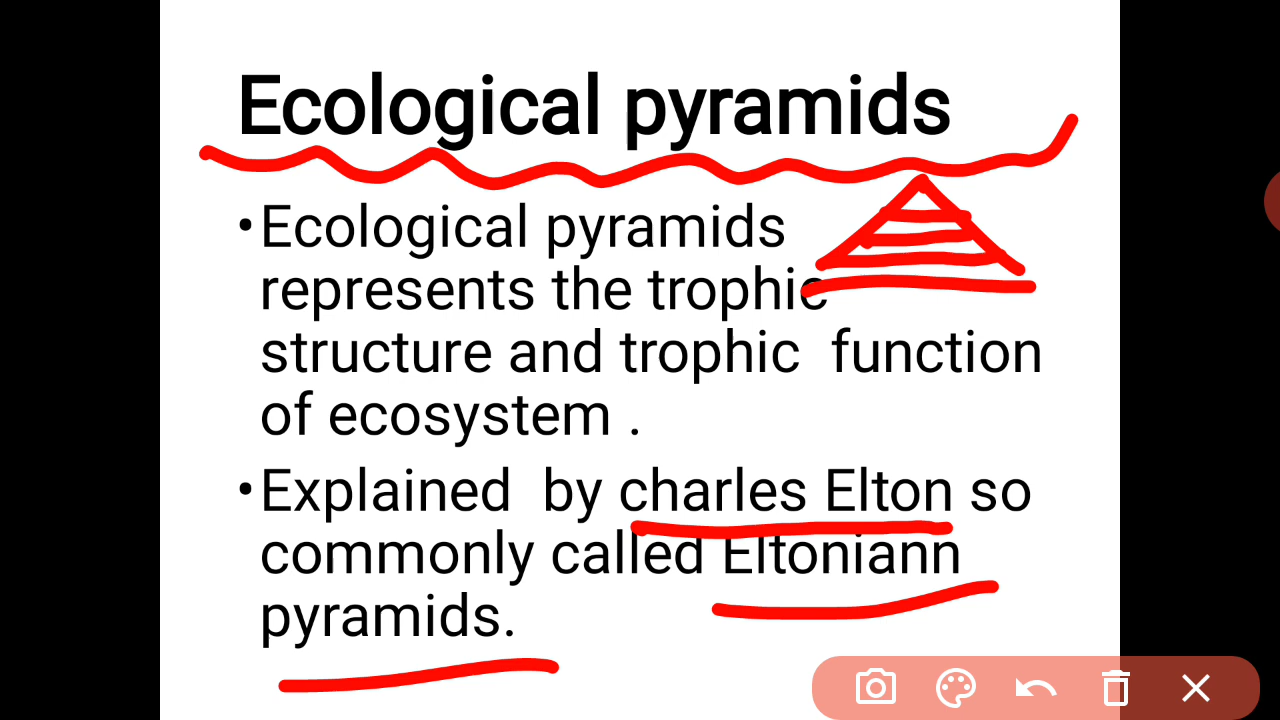 Ecological pyramids
•Ecological pyramids
represents the trophic
structure and trophic function
of ecosystem .
•Explained by charles Elton so
commonly called Eltoniann
pyramids.